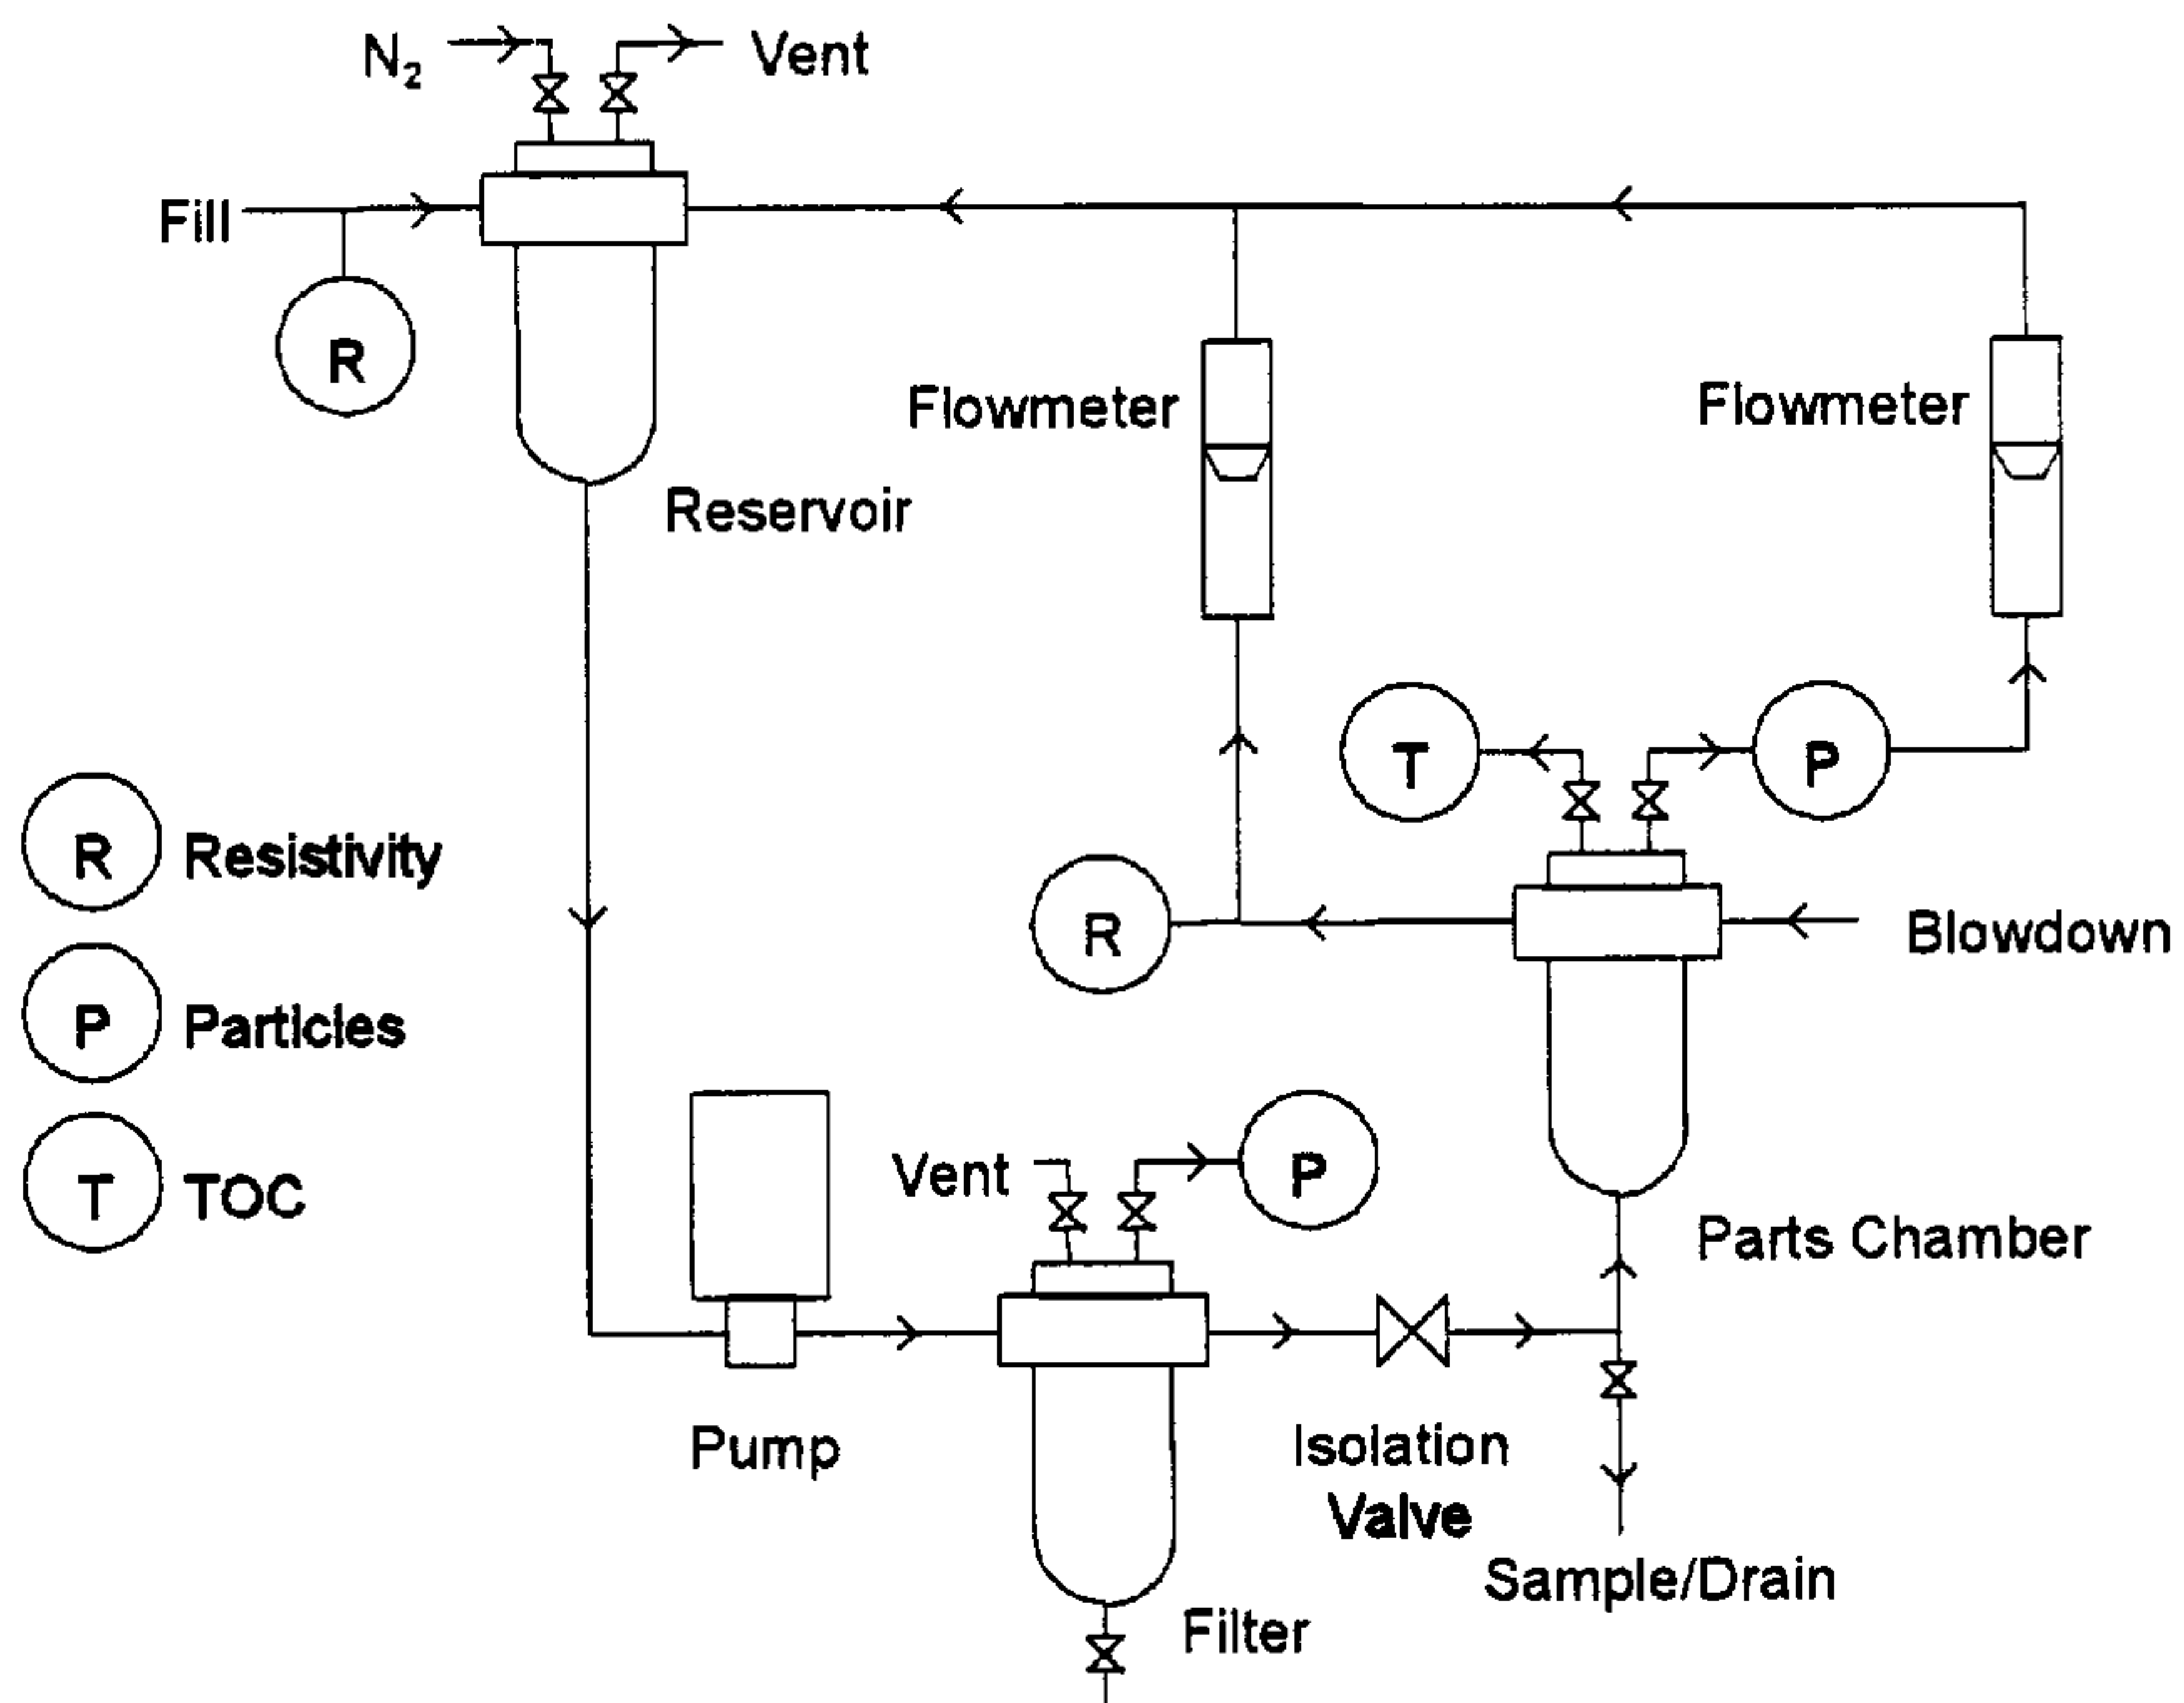 N₂
Vent
Fill
R
Reservoir
Flowmeter
Flowmeter
T
P
R
Blowdown
R Resistivity
P Particles
T TOC
Vent
P
Parts Chamber
Pump
Isolation
Valve
Sample/Drain
Filter